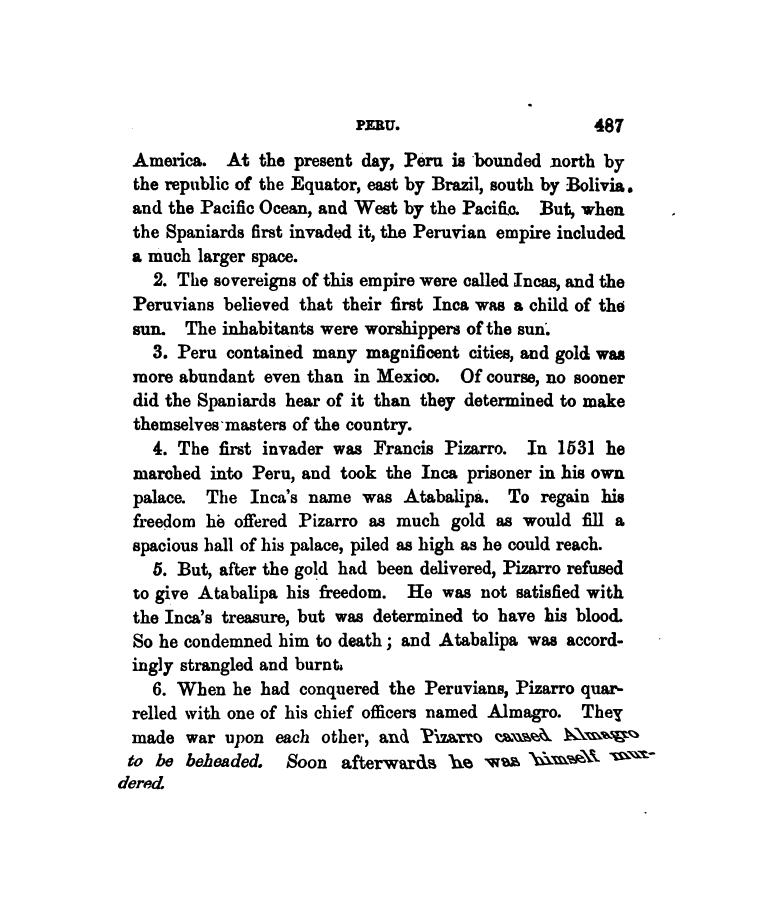 PERU. 487
America. At the present day, Peru is bounded north by
the republic of the Equator, east by Brazil, south by Bolivia.
and the Pacific Ocean, and West by the Pacific. But, when
the Spaniards first invaded it, the Peruvian empire included
a much larger space.
2. The sovereigns of this empire were called Incas, and the
Peruvians believed that their first Inca was a child of the
sun. The inhabitants were worshippers of the sun.
3. Peru contained many magnificent cities, and gold was
more abundant even than in Mexico. Of course, no sooner
did the Spaniards hear of it than they determined to make
themselves masters of the country.
4. The first invader was Francis Pizarro. In 1531 he
marched into Peru, and took the Inca prisoner in his own
palace. The Inca's name was Atabalipa. To regain his
freedom he offered Pizarro as much gold as would fill a
spacious hall of his palace, piled as high as he could reach.
5. But, after the gold had been delivered, Pizarro refused
to give Atabalipa his freedom. He was not satisfied with
the Inca's treasure, but was determined to have his blood.
So he condemned him to death; and Atabalipa was accord-
ingly strangled and burnt.
6. When he had conquered the Peruvians, Pizarro quar-
relled with one of his chief officers named Almagro. They
made war upon each other, and Pizarro caused Almagro
to be beheaded. Soon afterwards he was himself mur-
dered.